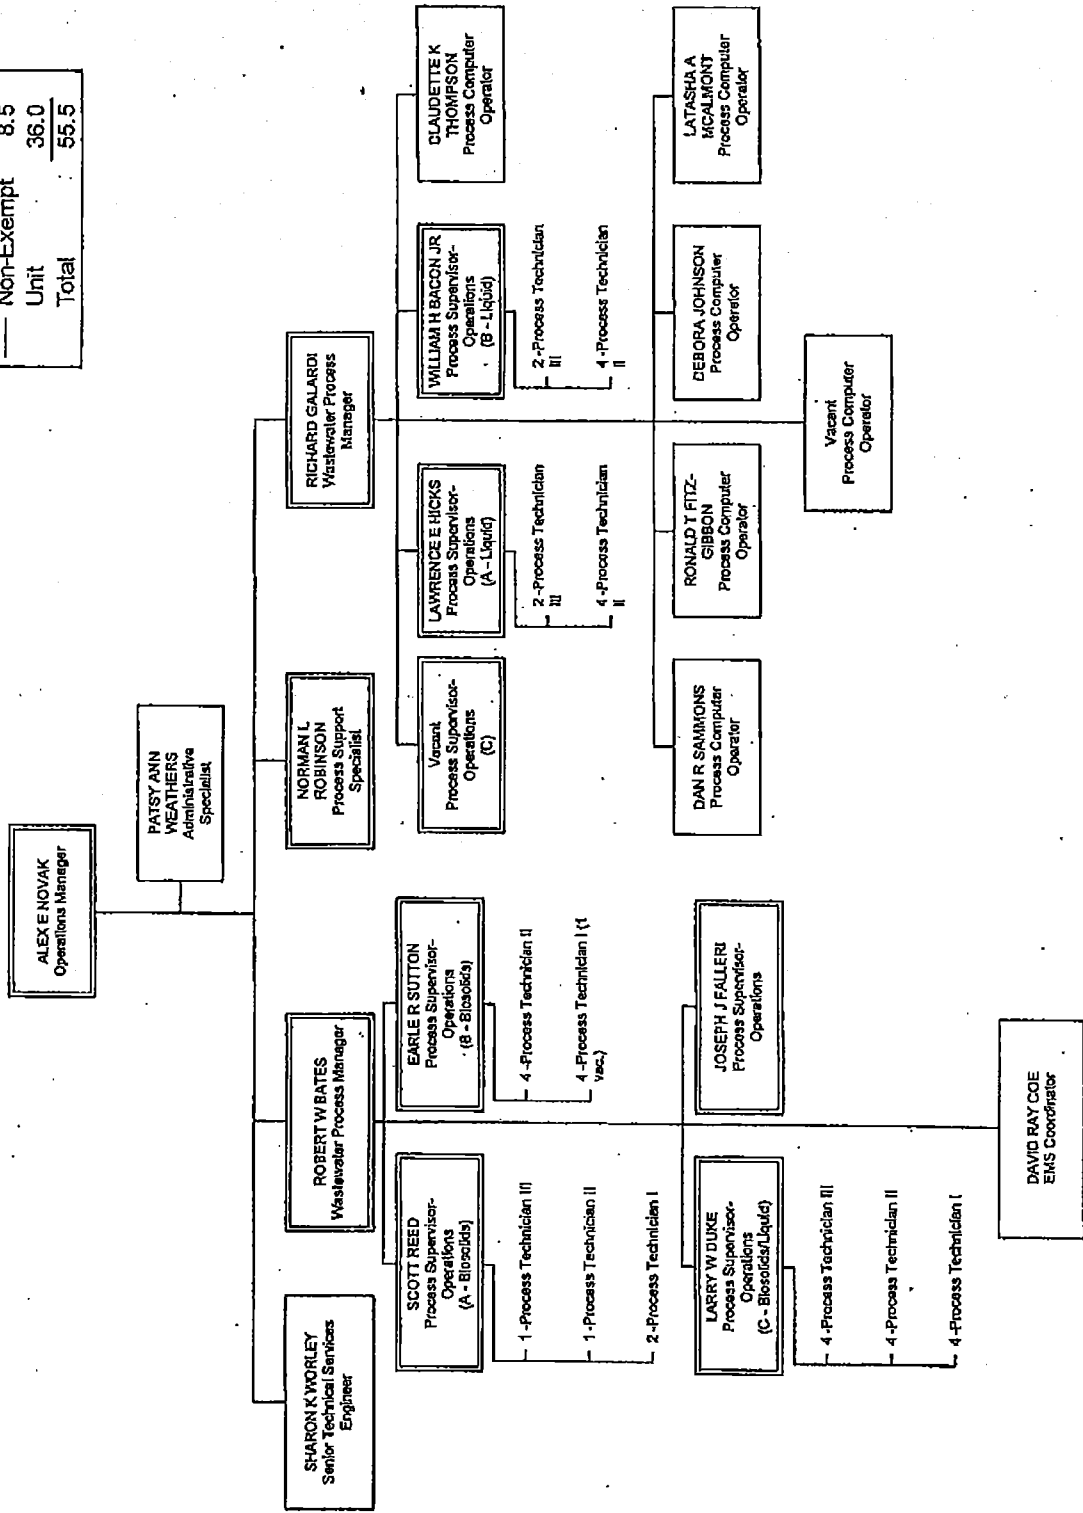 Non-Exempt 8.5
Unit 36.0
Total 55.5
ALEX E NOVAK
Operations Manager
PATSY ANN
WEATHERS
Administrative
Specialist
SHARON K WORLEY
Senior Technical Services
Engineer
ROBERT W BATES
Wastewater Process Manager
NORMAN L
ROBINSON
Process Support
Specialist
RICHARD GALARDI
Wastewater Process
Manager
SCOTT REED
Process Supervisor-
Operations
(A - Biosolids)
1 -Process Technician III
1 -Process Technician II
2 -Process Technician I
EARLE R SUTTON
Process Supervisor-
Operations
(B - Biosolids)
4 -Process Technician II
4 -Process Technician I (1
vac.)
Vacant
Process Supervisor-
Operations
(C)
LAWRENCE E HICKS
Process Supervisor-
Operations
(A - Liquid)
2 -Process Technician
III
4 -Process Technician
II
WILLIAM H BACON JR
Process Supervisor-
Operations
(B - Liquid)
2 -Process Technician
III
4 -Process Technician
II
CLAUDETTE K
THOMPSON
Process Computer
Operator
LARRY W DUKE
Process Supervisor-
Operations
(C - Biosolids/Liquid)
4 -Process Technician III
4 -Process Technician II
4 -Process Technician I
JOSEPH J FALLERI
Process Supervisor-
Operations
DAN R SAMMONS
Process Computer
Operator
RONALD T FITZ-
GIBBON
Process Computer
Operator
DEBORA JOHNSON
Process Computer
Operator
LATASHA A
MCALMONT
Process Computer
Operator
Vacant
Process Computer
Operator
DAVID RAY COE
EMS Coordinator